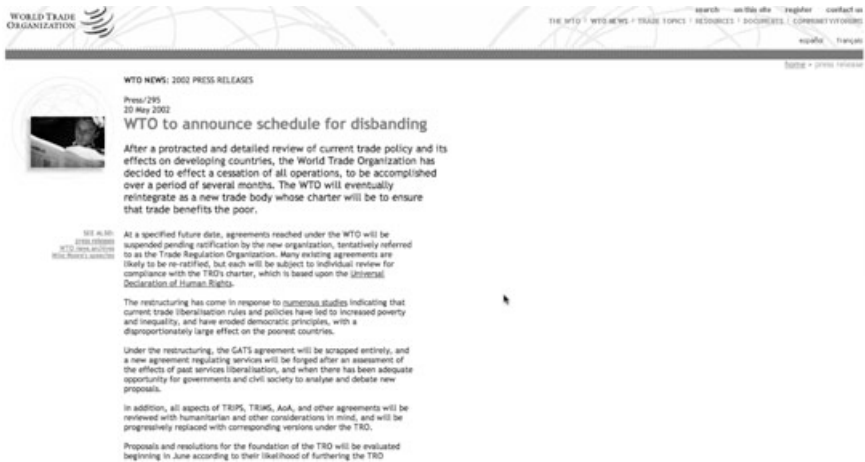 WORLD TRADE
ORGANIZATION
search on this site register contact us
THE WTO | WTO NEWS | TRADE TOPICS | RESOURCES | DOCUMENTS | COMMUNITY/FORUMS
español français
home > press release
WTO NEWS: 2002 PRESS RELEASES
Press/295
20 May 2002
WTO to announce schedule for disbanding
After a protracted and detailed review of current trade policy and its
effects on developing countries, the World Trade Organization has
decided to effect a cessation of all operations, to be accomplished
over a period of several months. The WTO will eventually
reintegrate as a new trade body whose charter will be to ensure
that trade benefits the poor.
SEE ALSO:
press releases
WTO news archives
Mike Moore's speeches
At a specified future date, agreements reached under the WTO will be
suspended pending ratification by the new organization, tentatively referred
to as the Trade Regulation Organization. Many existing agreements are
likely to be re-ratified, but each will be subject to individual review for
compliance with the TRO's charter, which is based upon the Universal
Declaration of Human Rights.
The restructuring has come in response to numerous studies indicating that
current trade liberalisation rules and policies have led to increased poverty
and inequality, and have eroded democratic principles, with a
disproportionately large effect on the poorest countries.
Under the restructuring, the GATS agreement will be scrapped entirely, and
a new agreement regulating services will be forged after an assessment of
the effects of past services liberalisation, and when there has been adequate
opportunity for governments and civil society to analyse and debate new
proposals.
In addition, all aspects of TRIPS, TRIMS, AoA, and other agreements will be
reviewed with humanitarian and other considerations in mind, and will be
progressively replaced with corresponding versions under the TRO.
Proposals and resolutions for the foundation of the TRO will be evaluated
beginning in June according to their likelihood of furthering the TRO